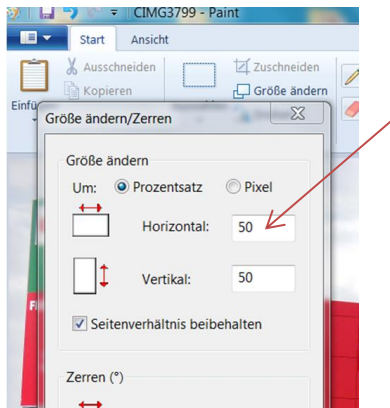 CIMG3799 - Paint
Start Ansicht
Ausschneiden
Zuschneiden
Kopieren
Größe ändern
Größe ändern/Zerren
Größe ändern
Um: Prozentsatz Pixel
Horizontal: 50
Vertikal: 50
Seitenverhältnis beibehalten
Zerren (°)